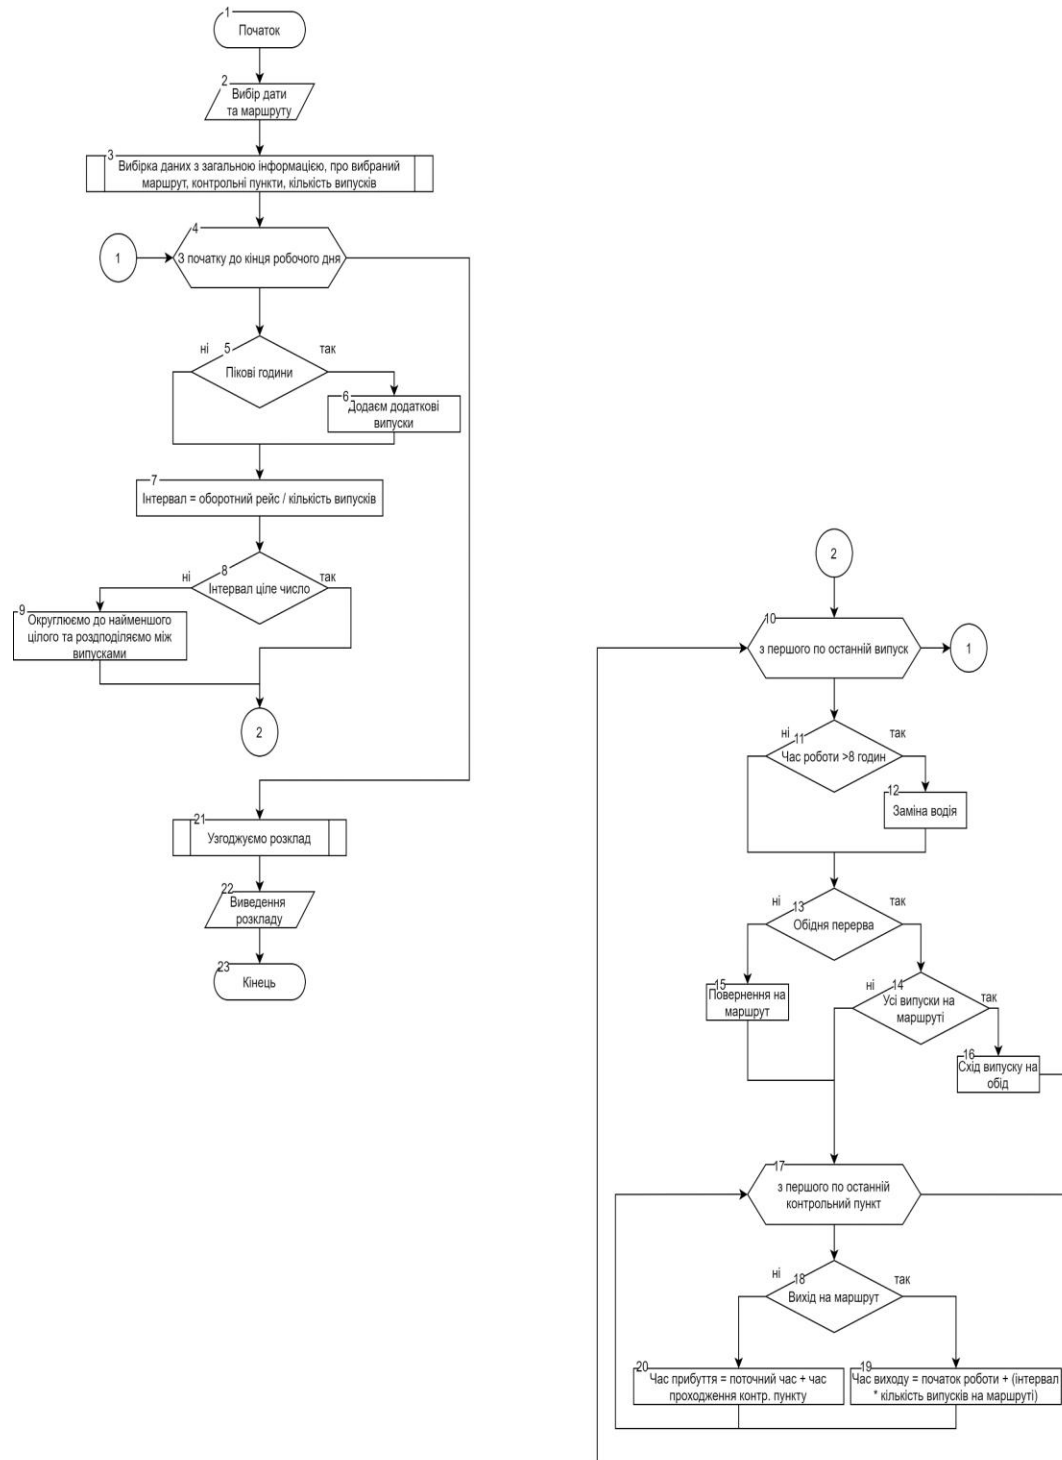 1
Початок
2
Вибір дати
та маршруту
3
Вибірка даних з загальною інформацією, про вибраний
маршрут, контрольні пункти, кількість випусків
4
1
З початку до кінця робочого дня
ні
5
так
Пікові години
6
Додаєм додаткові
випуски
7
Інтервал = оборотний рейс / кількість випусків
ні
8
так
Інтервал ціле число
9
Округлюємо до найменшого
цілого та роздподіляємо між
випусками
2
21
Узгоджуємо розклад
22
Виведення
розкладу
23
Кінець
2
10
з першого по останній випуск
1
ні
11
так
Час роботи >8 годин
12
Заміна водія
ні
13
так
Обідня перерва
15
Повернення на
маршрут
ні
14
так
Усі випуски на
маршруті
16
Схід випуску на
обід
17
з першого по останній
контрольний пункт
ні
18
так
Вихід на маршрут
20
Час прибуття = поточний час + час
проходження контр. пункту
19
Час виходу = початок роботи + (інтервал
* кількість випусків на маршруті)